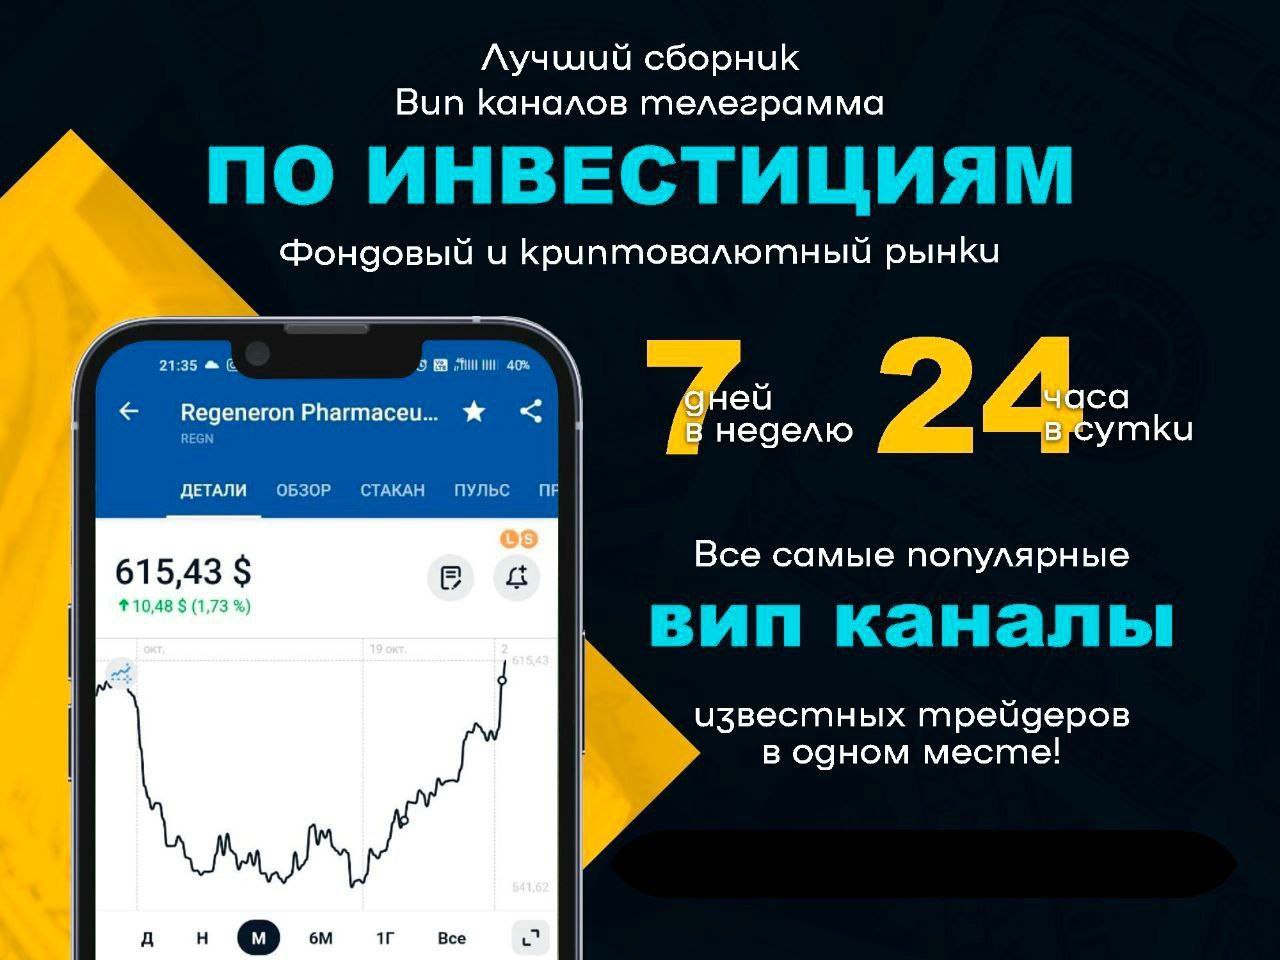 Лучший сборник
Вип каналов телеграмма
ПО ИНВЕСТИЦИЯМ
Фондовый и криптовалютный рынки
7 дней в неделю
24 часа в сутки
Все самые популярные
вип каналы
известных трейдеров
в одном месте!
21:35 40%
Regeneron Pharmaceu...
REGN
ДЕТАЛИ ОБЗОР СТАКАН ПУЛЬС ПР
L S
615,43 $
10,48 $ (1,73 %)
окт. 19 окт. 2
615,43
541,62
Д Н М 6М 1Г Все